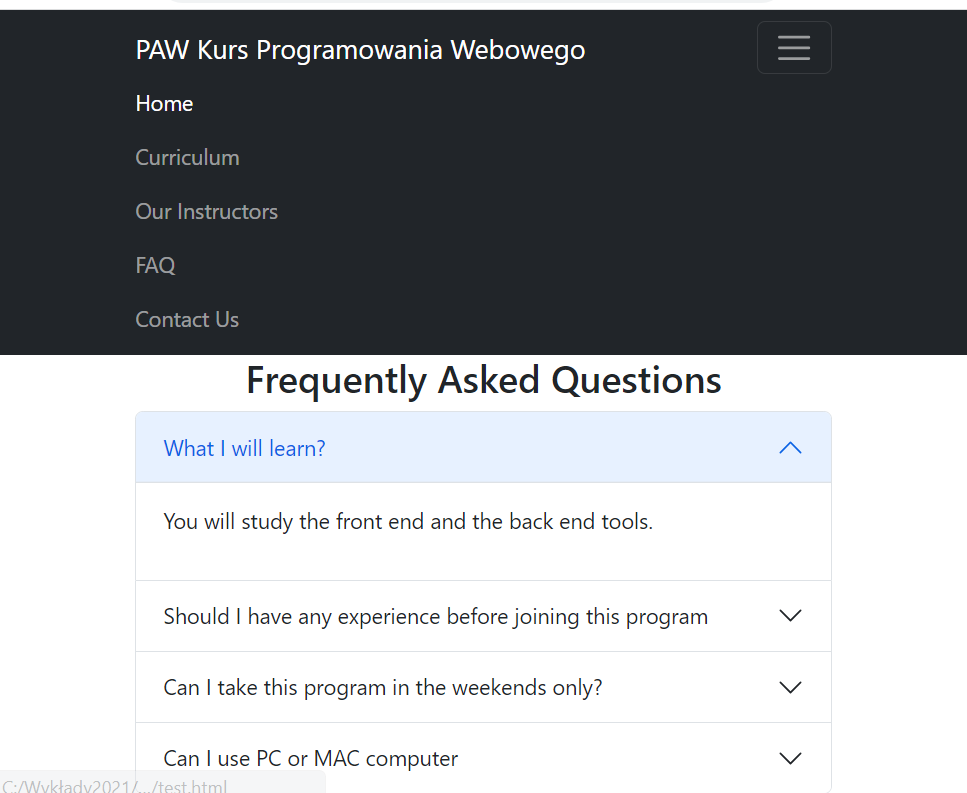 PAW Kurs Programowania Webowego
Home
Curriculum
Our Instructors
FAQ
Contact Us
Frequently Asked Questions
What I will learn?
You will study the front end and the back end tools.
Should I have any experience before joining this program
Can I take this program in the weekends only?
Can I use PC or MAC computer
C:/Wykłady2021/.../test.html